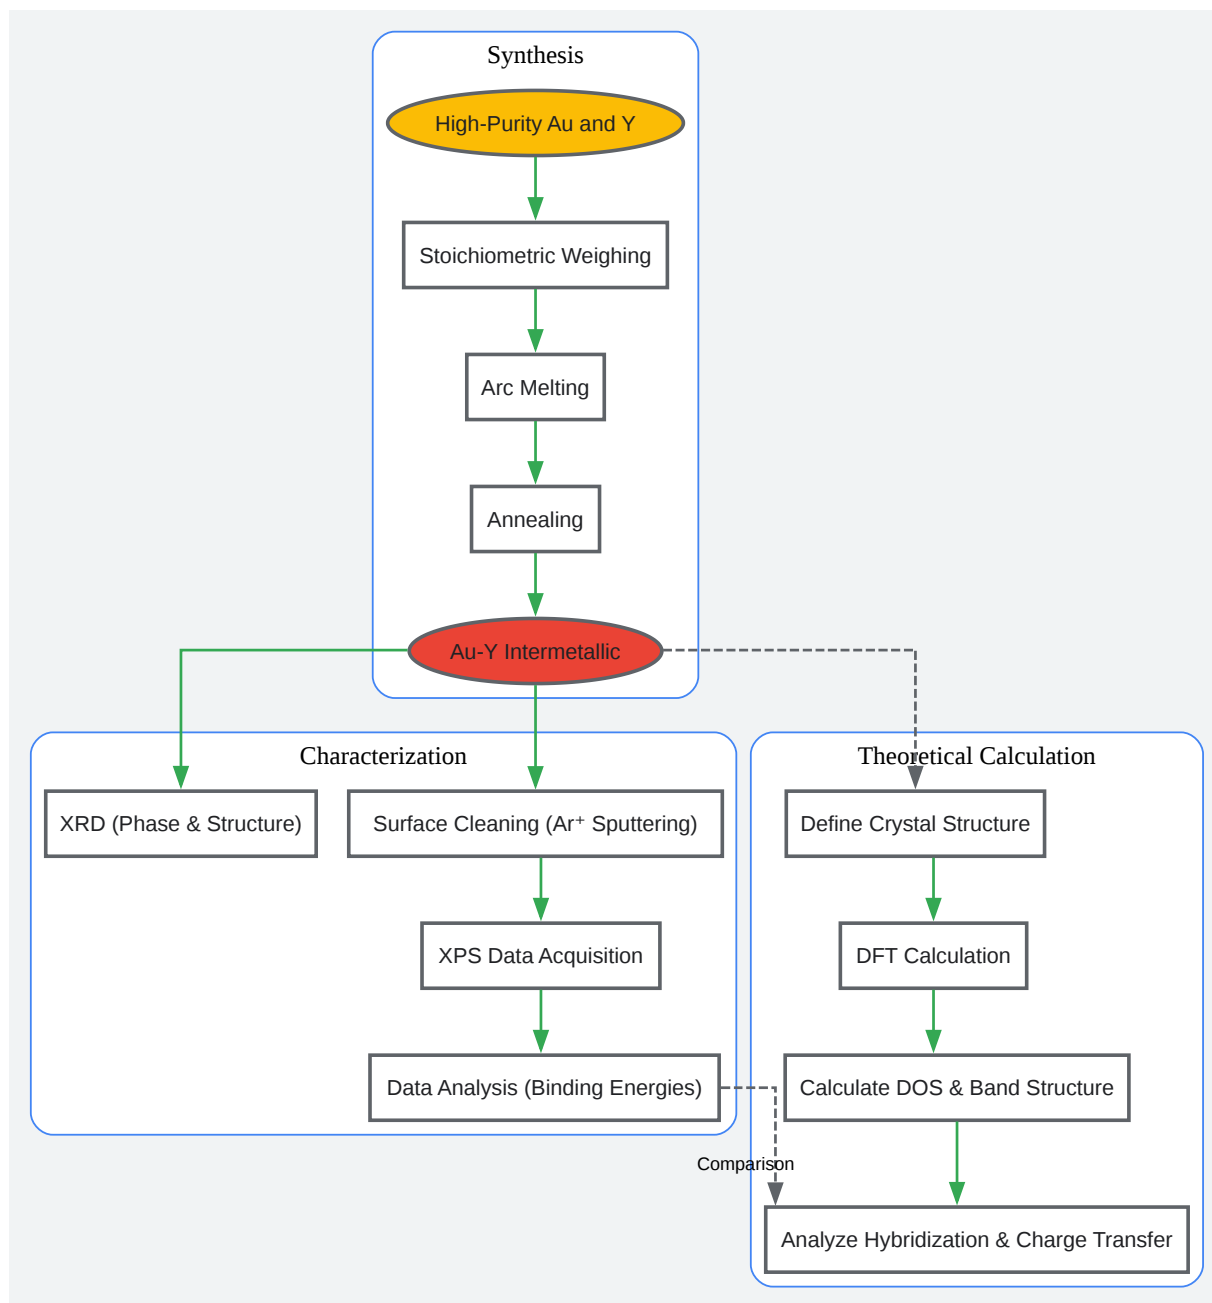 Synthesis
High-Purity Au and Y
Stoichiometric Weighing
Arc Melting
Annealing
Au-Y Intermetallic
Characterization
XRD (Phase & Structure)
Surface Cleaning (Ar⁺ Sputtering)
XPS Data Acquisition
Data Analysis (Binding Energies)
Theoretical Calculation
Define Crystal Structure
DFT Calculation
Calculate DOS & Band Structure
Comparison
Analyze Hybridization & Charge Transfer